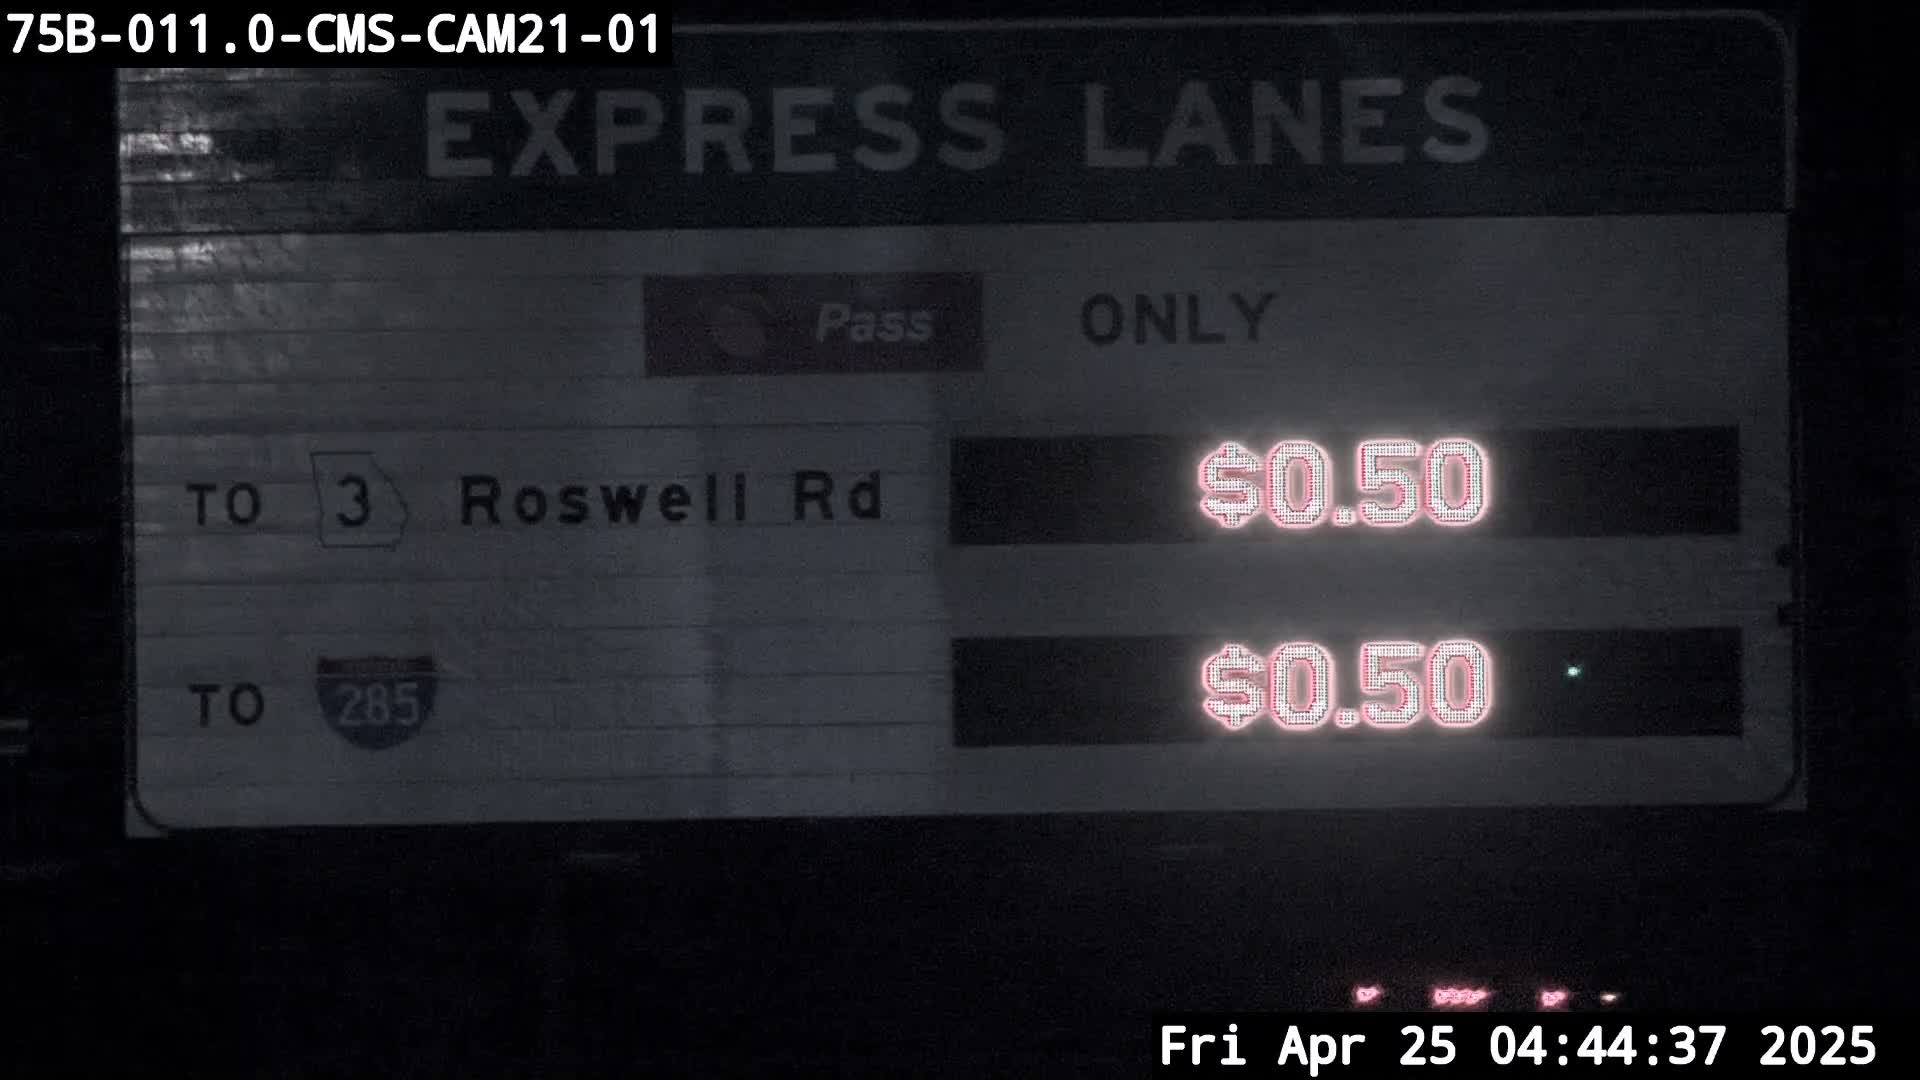 75B-011.0-CMS-CAM21-01
EXPRESS LANES
Pass ONLY
TO 3 Roswell Rd $0.50
TO 285 $0.50
Fri Apr 25 04:44:37 2025